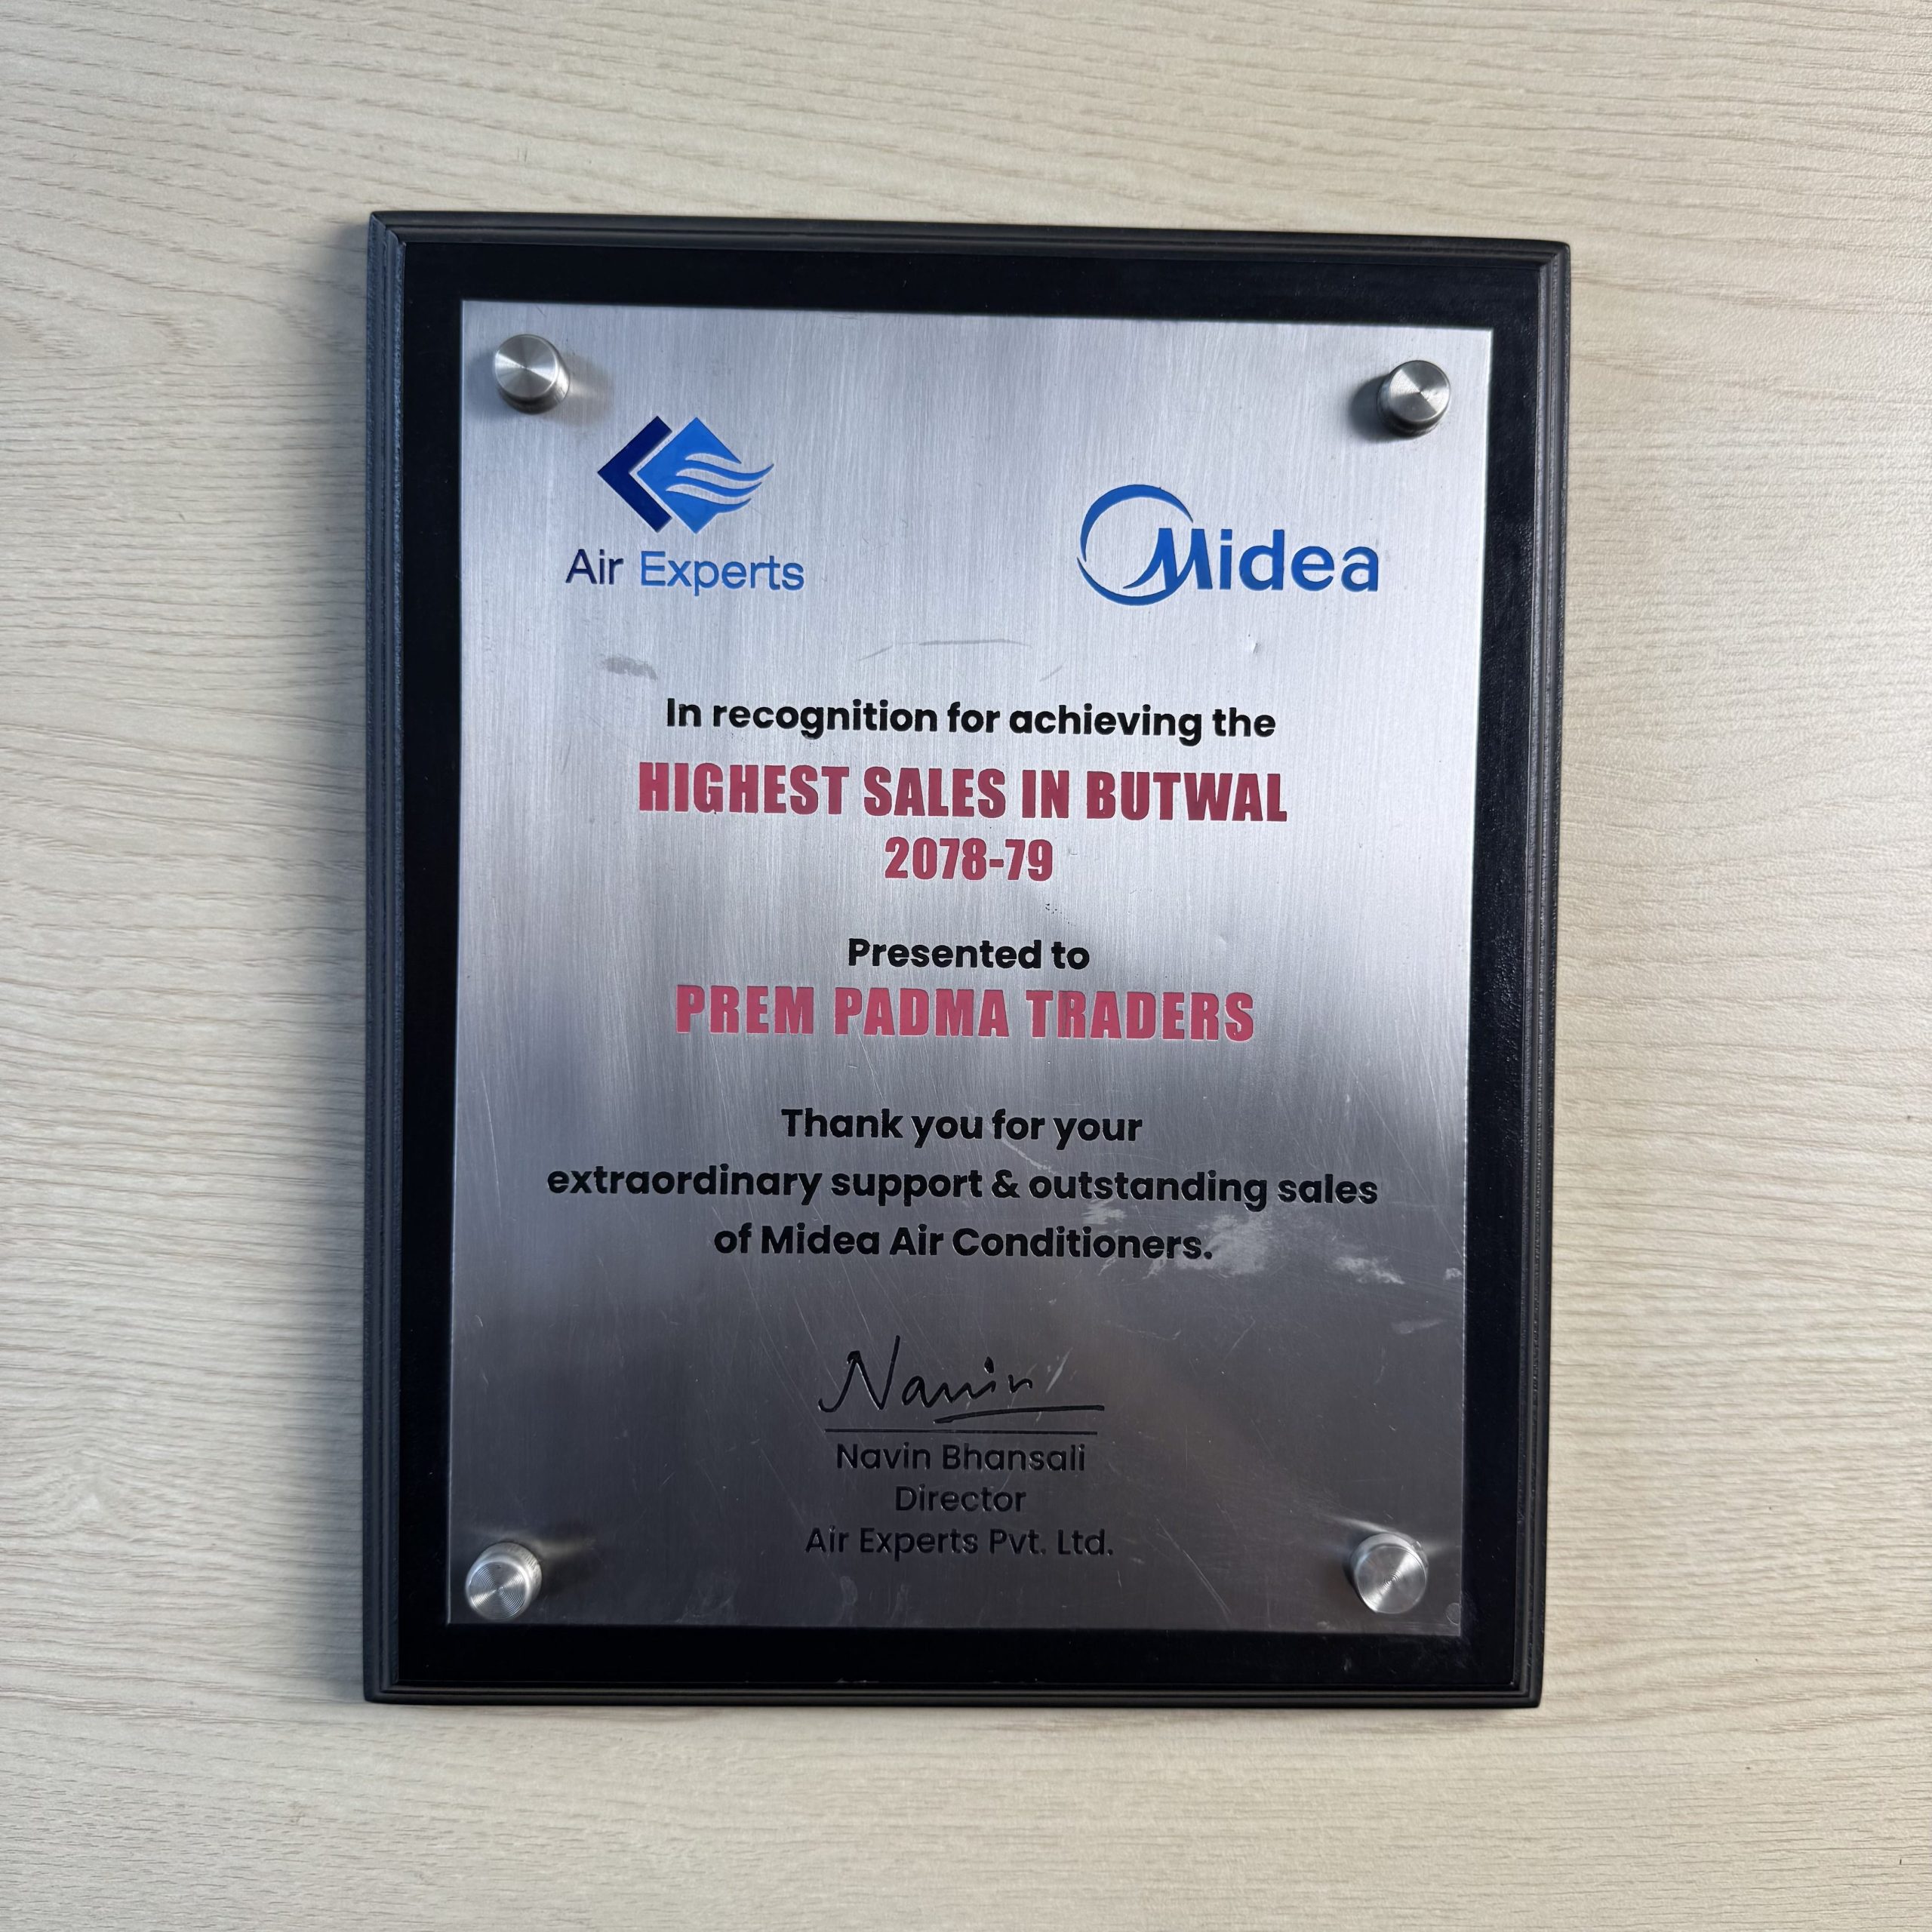 Air Experts
Midea
In recognition for achieving the
HIGHEST SALES IN BUTWAL
2078-79
Presented to
PREM PADMA TRADERS
Thank you for your
extraordinary support & outstanding sales
of Midea Air Conditioners.
Navin
Navin Bhansali
Director
Air Experts Pvt. Ltd.